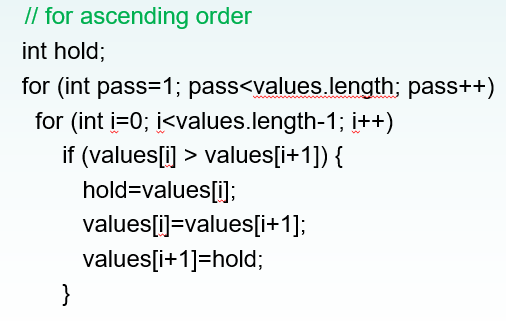 // for ascending order
int hold;
for (int pass=1; pass<values.length; pass++)
for (int i=0; i<values.length-1; i++)
if (values[i] > values[i+1]) {
hold=values[i];
values[i]=values[i+1];
values[i+1]=hold;
}